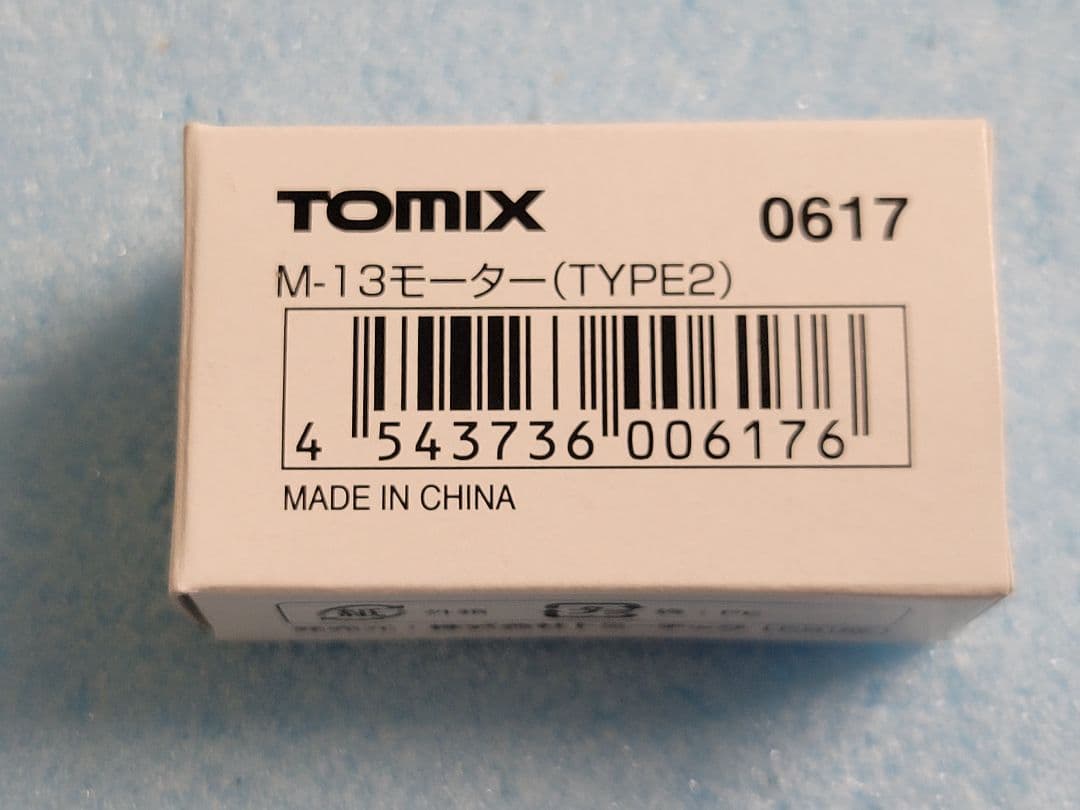 TOMIX 0617
M-13モーター(TYPE2)
4 543736 006176
MADE IN CHINA